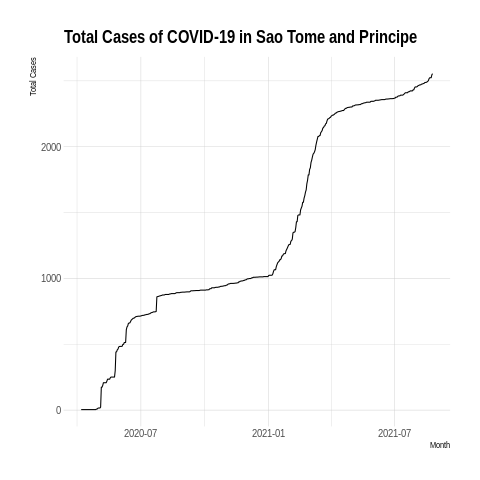 Total Cases of COVID-19 in Sao Tome and Principe
Total Cases
2000
1000
0
2020-07 2021-01 2021-07
Month